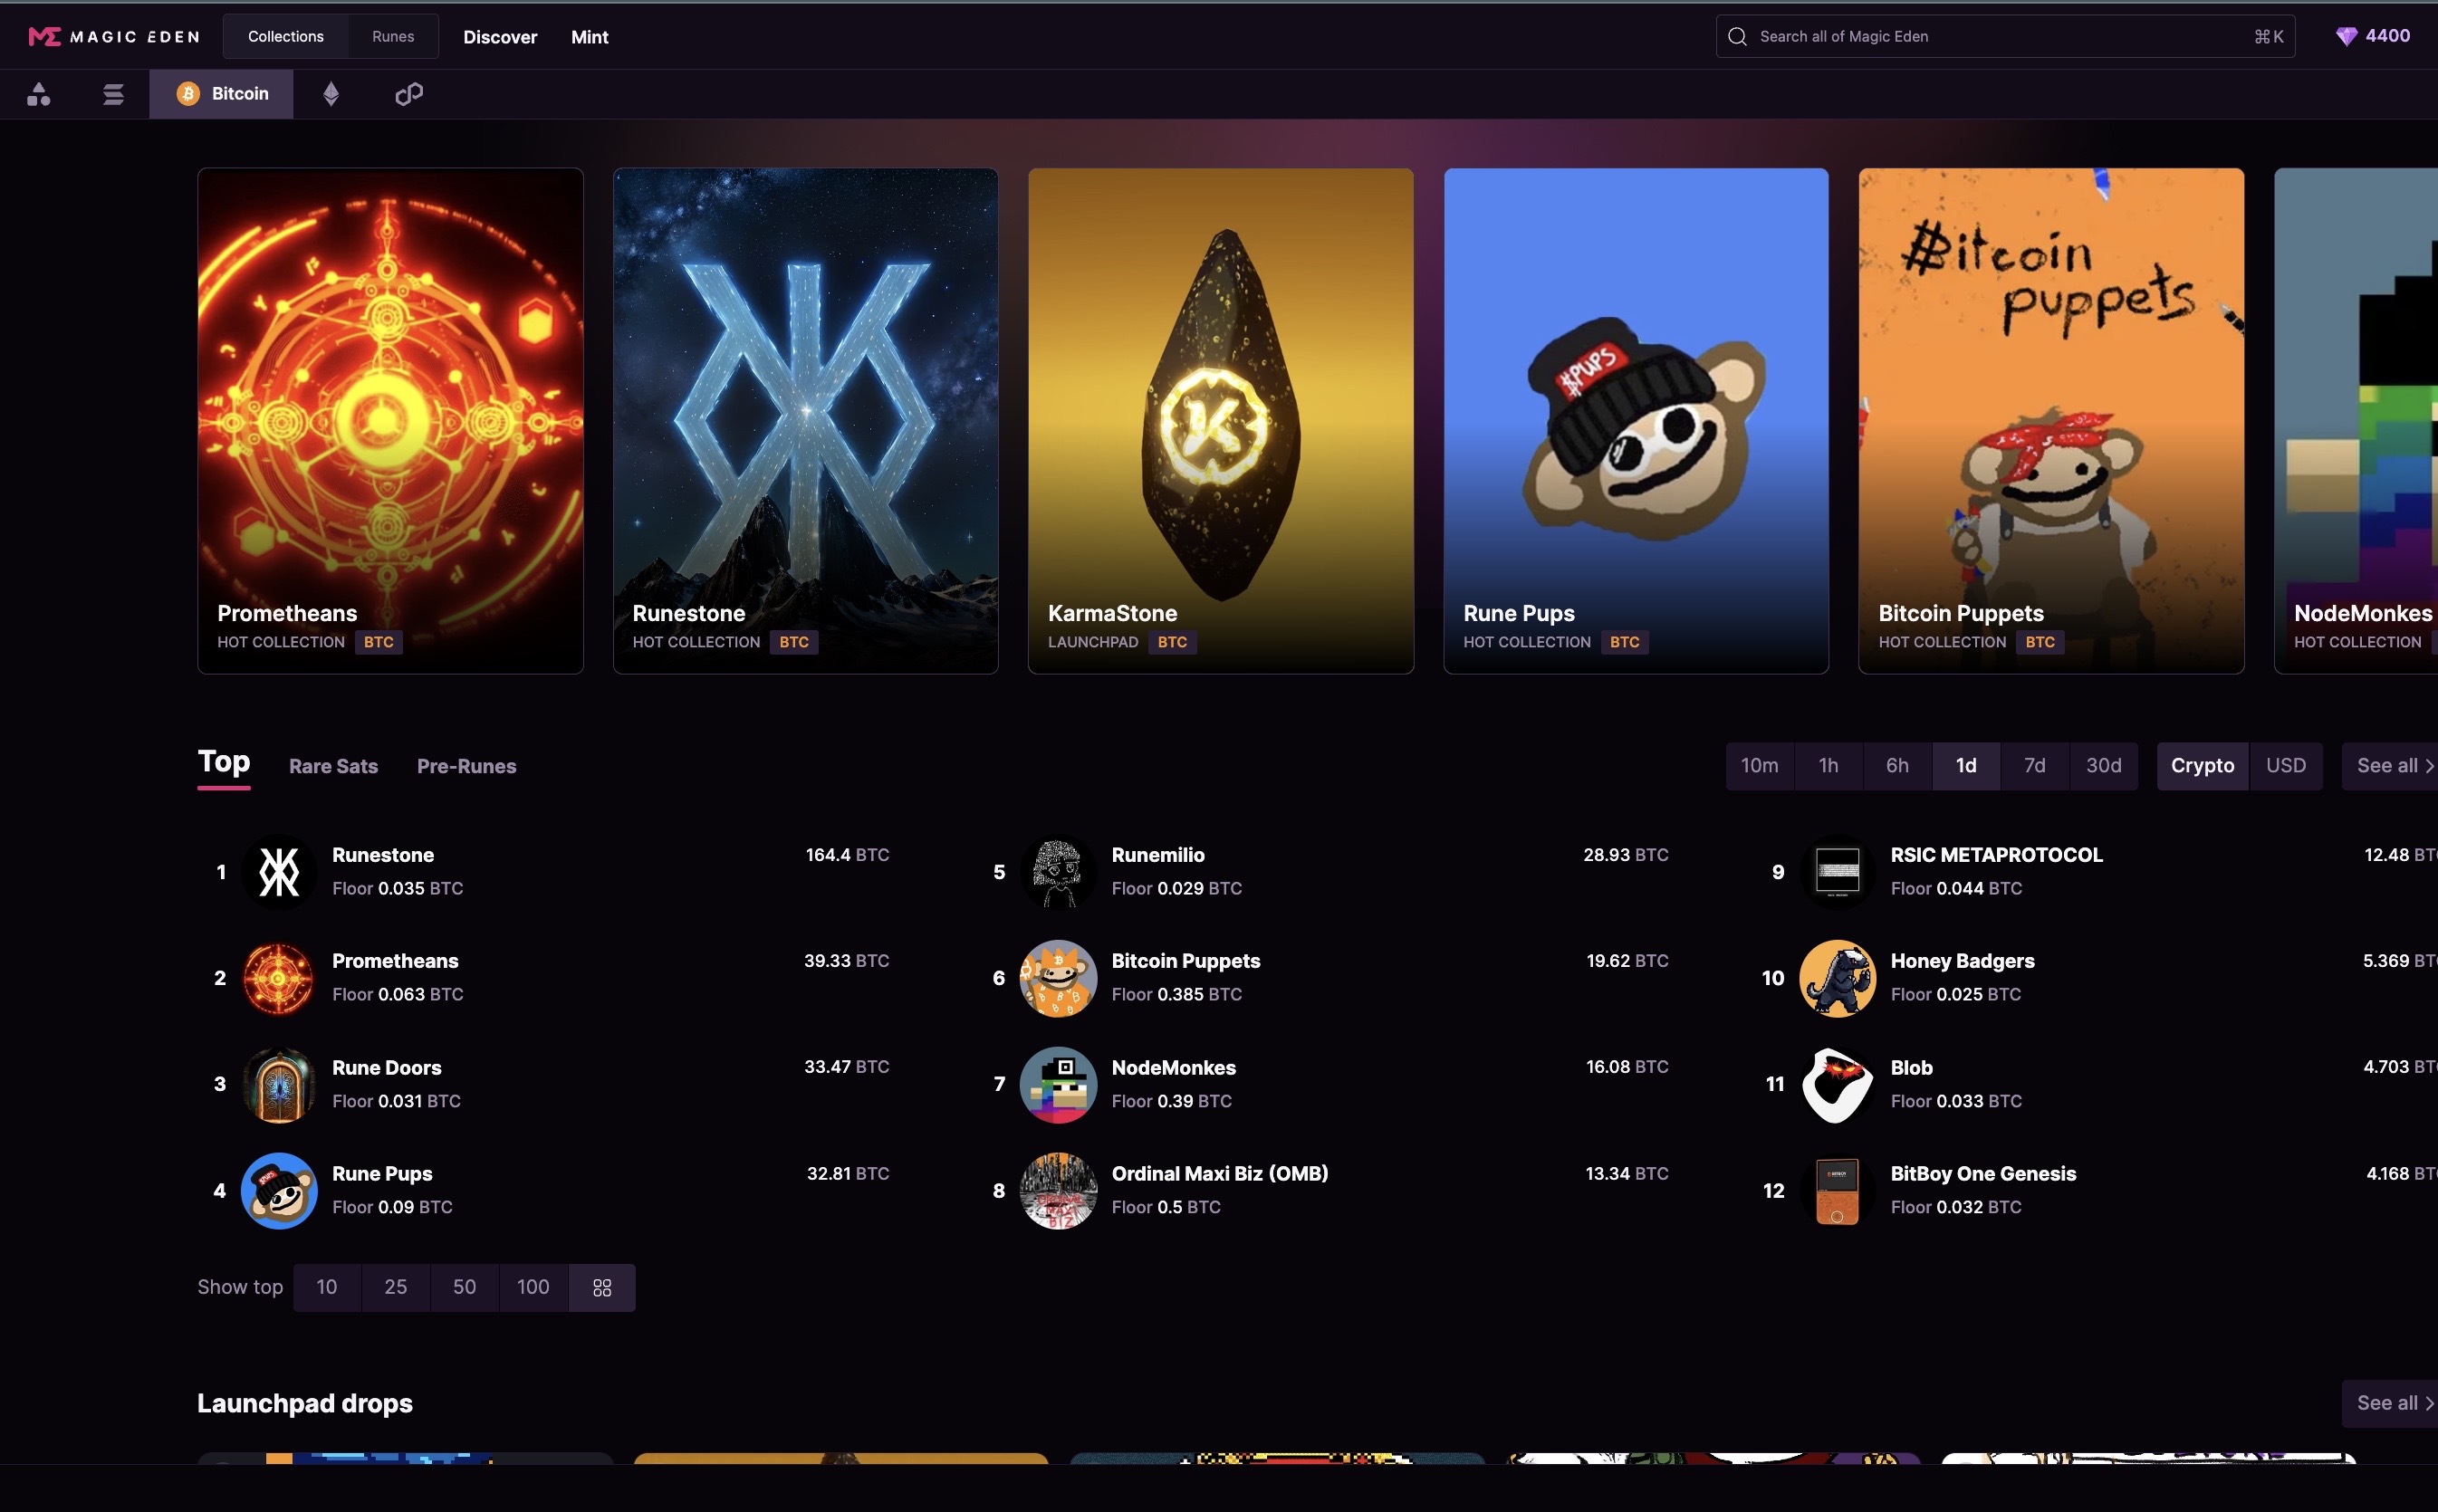 MAGIC EDEN
Collections
Runes
Discover
Mint
Search all of Magic Eden
⌘K
4400
Bitcoin
K
#PUPS
#Bitcoin
puppets
Prometheans
HOT COLLECTION BTC
Runestone
HOT COLLECTION BTC
KarmaStone
LAUNCHPAD BTC
Rune Pups
HOT COLLECTION BTC
Bitcoin Puppets
HOT COLLECTION BTC
NodeMonkes
HOT COLLECTION
Top
Rare Sats
Pre-Runes
10m
1h
6h
1d
7d
30d
Crypto
USD
See all
1
Runestone
164.4 BTC
Floor 0.035 BTC
2
Prometheans
39.33 BTC
Floor 0.063 BTC
3
Rune Doors
33.47 BTC
Floor 0.031 BTC
4
Rune Pups
32.81 BTC
Floor 0.09 BTC
5
Runemilio
28.93 BTC
Floor 0.029 BTC
6
Bitcoin Puppets
19.62 BTC
Floor 0.385 BTC
7
NodeMonkes
16.08 BTC
Floor 0.39 BTC
8
Ordinal Maxi Biz (OMB)
13.34 BTC
Floor 0.5 BTC
9
RSIC METAPROTOCOL
12.48 BT
Floor 0.044 BTC
10
Honey Badgers
5.369 BT
Floor 0.025 BTC
11
Blob
4.703 BT
Floor 0.033 BTC
12
BitBoy One Genesis
4.168 BT
Floor 0.032 BTC
Show top
10
25
50
100
Launchpad drops
See all